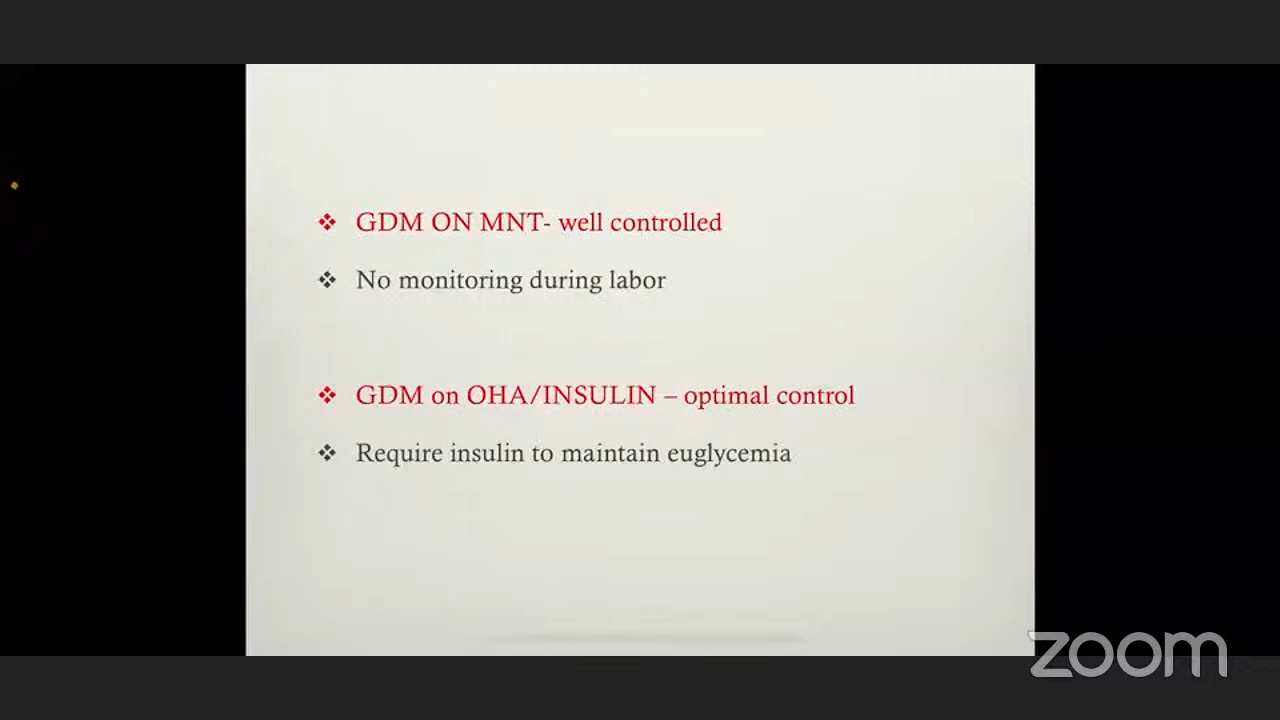 GDM ON MNT- well controlled
No monitoring during labor
GDM on OHA/INSULIN – optimal control
Require insulin to maintain euglycemia
zoom